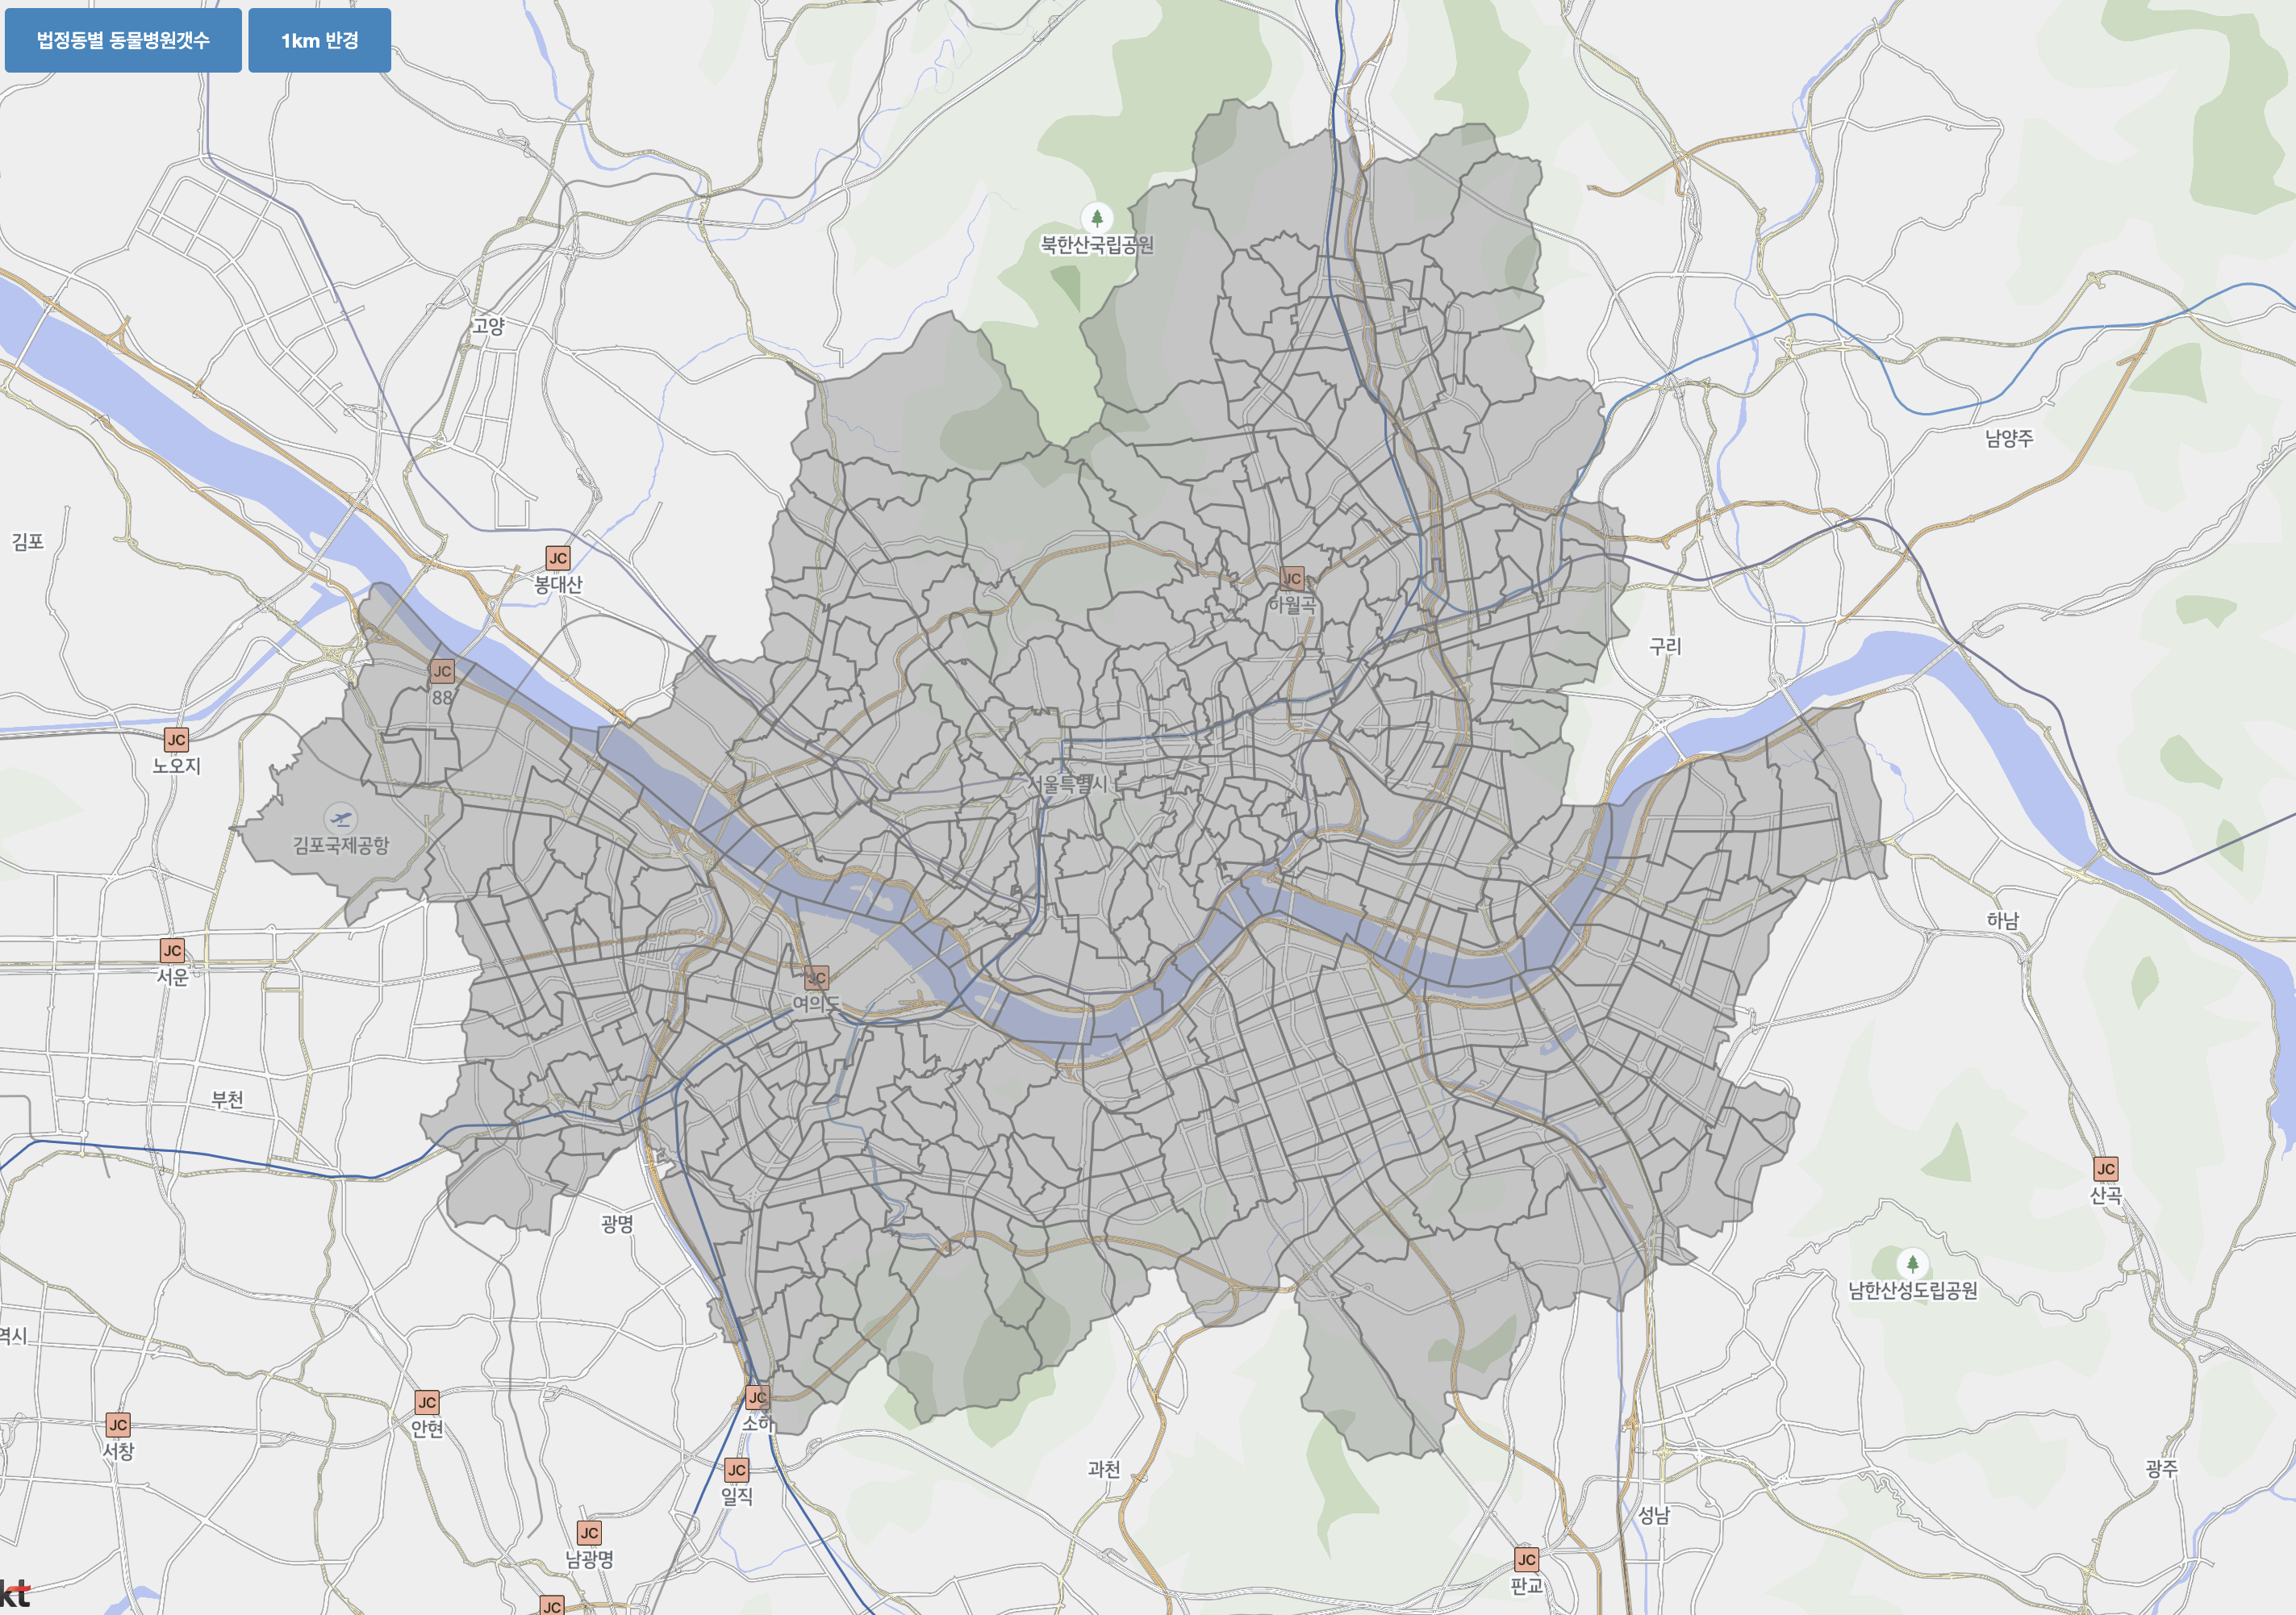 법정동별 동물병원갯수
1km 반경
북한산국립공원
고양
남양주
김포
JC
봉대산
JC
하월곡
구리
JC
88
JC
노오지
서울특별시
김포국제공항
하남
JC
서운
JC
여의도
부천
JC
산곡
광명
남한산성도립공원
역시
JC
소하
JC
안현
JC
서창
과천
광주
JC
일직
성남
JC
남광명
JC
판교
kt
JC